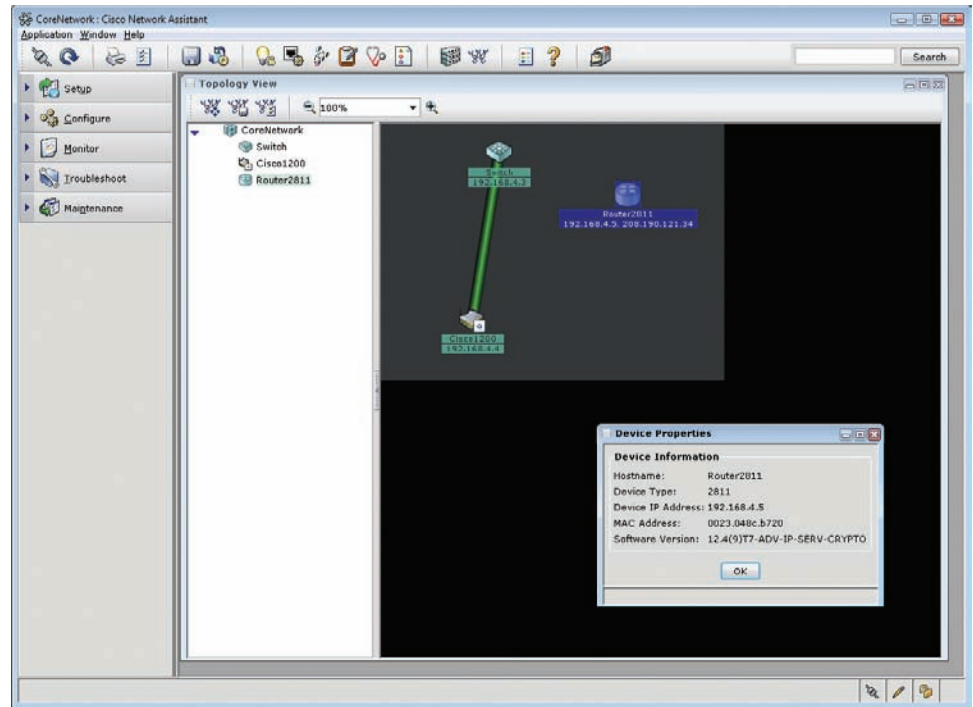 CoreNetwork : Cisco Network Assistant
Application Window Help
Search
Setup
Configure
Monitor
Troubleshoot
Maintenance
Topology View
100%
CoreNetwork
Switch
Cisco1200
Router2811
Switch
192.168.4.3
Router2811
192.168.4.5, 208.190.121.34
Cisco1200
192.168.4.4
Device Properties
Device Information
Hostname: Router2811
Device Type: 2811
Device IP Address: 192.168.4.5
MAC Address: 0023.048c.b720
Software Version: 12.4(9)T7-ADV-IP-SERV-CRYPTO
OK